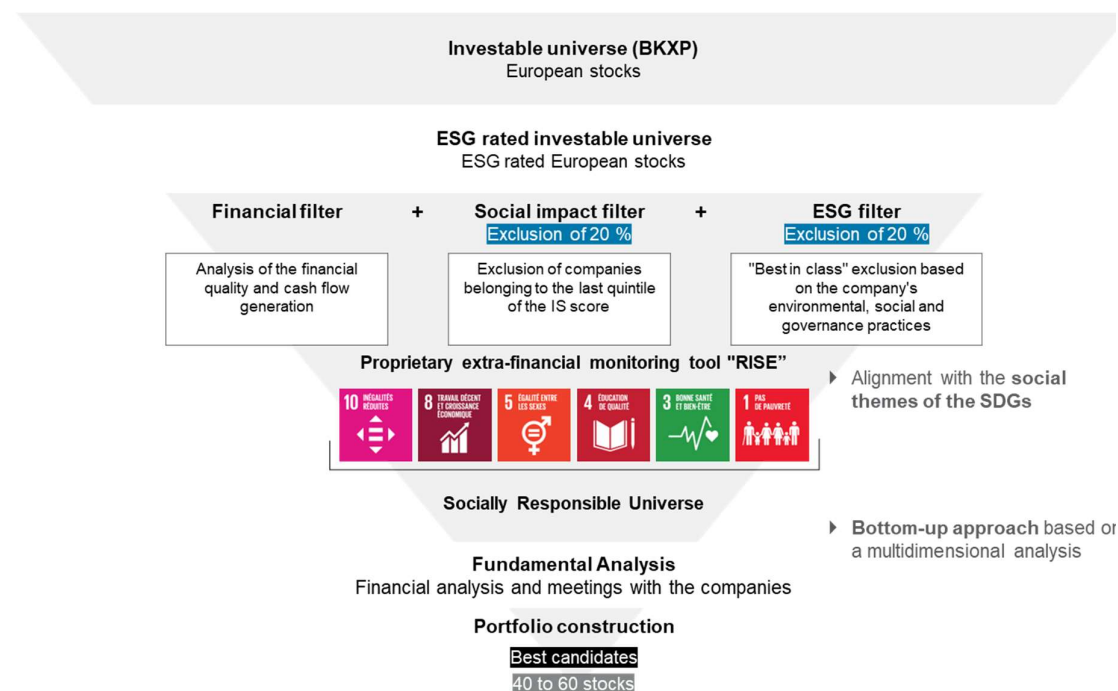 Investable universe (BKXP)
European stocks
ESG rated investable universe
ESG rated European stocks
Financial filter + Social impact filter + ESG filter
Exclusion of 20 %
Exclusion of 20 %
Analysis of the financial
quality and cash flow
generation
Exclusion of companies
belonging to the last quintile
of the IS score
"Best in class" exclusion based
on the company's
environmental, social and
governance practices
Proprietary extra-financial monitoring tool "RISE”
10 INÉGALITÉS
RÉDUITES
8 TRAVAIL DÉCENT
ET CROISSANCE
ÉCONOMIQUE
5 ÉGALITÉ ENTRE
LES SEXES
4 ÉDUCATION
DE QUALITÉ
3 BONNE SANTÉ
ET BIEN-ÊTRE
1 PAS
DE PAUVRETÉ
Alignment with the social
themes of the SDGs
Socially Responsible Universe
Bottom-up approach based on
a multidimensional analysis
Fundamental Analysis
Financial analysis and meetings with the companies
Portfolio construction
Best candidates
40 to 60 stocks